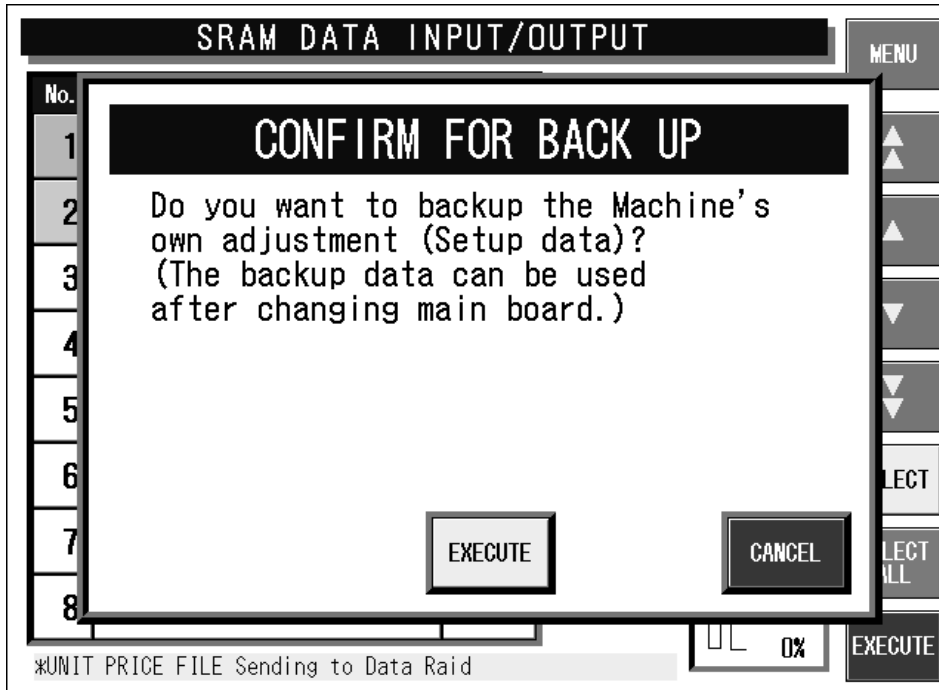 SRAM DATA INPUT/OUTPUT
MENU
No.
CONFIRM FOR BACK UP
1
2
3
4
5
6
7
8
Do you want to backup the Machine's
own adjustment (Setup data)?
(The backup data can be used
after changing main board.)
EXECUTE
CANCEL
0%
EXECUTE
*UNIT PRICE FILE Sending to Data Raid